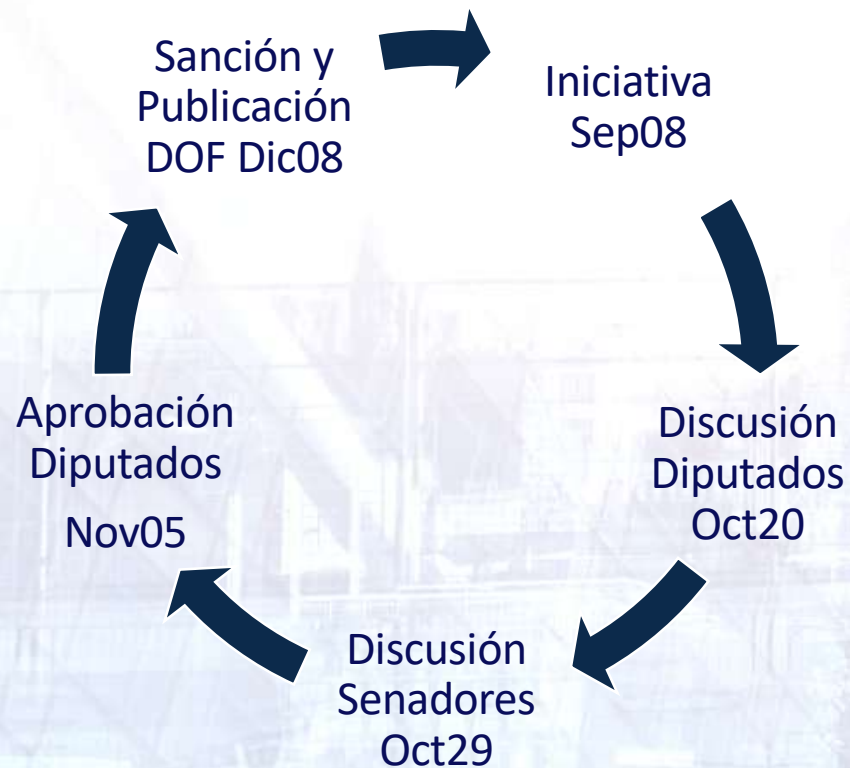 Sanción y
Publicación
DOF Dic08
Iniciativa
Sep08
Discusión
Diputados
Oct20
Discusión
Senadores
Oct29
Aprobación
Diputados
Nov05